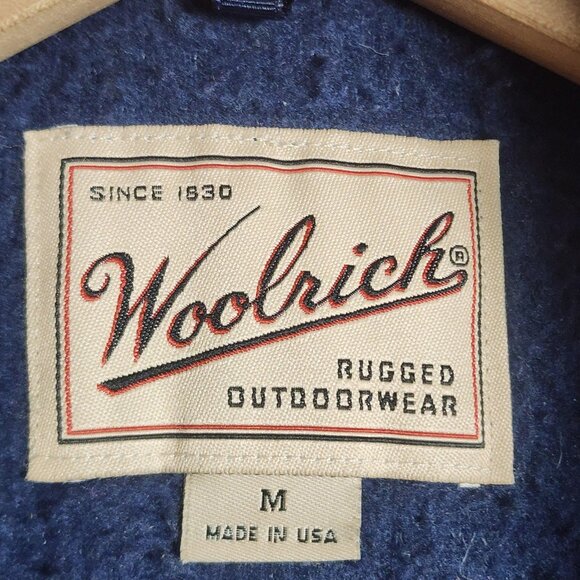 SINCE 1830
Woolrich®
RUGGED
OUTDOORWEAR
M
MADE IN USA